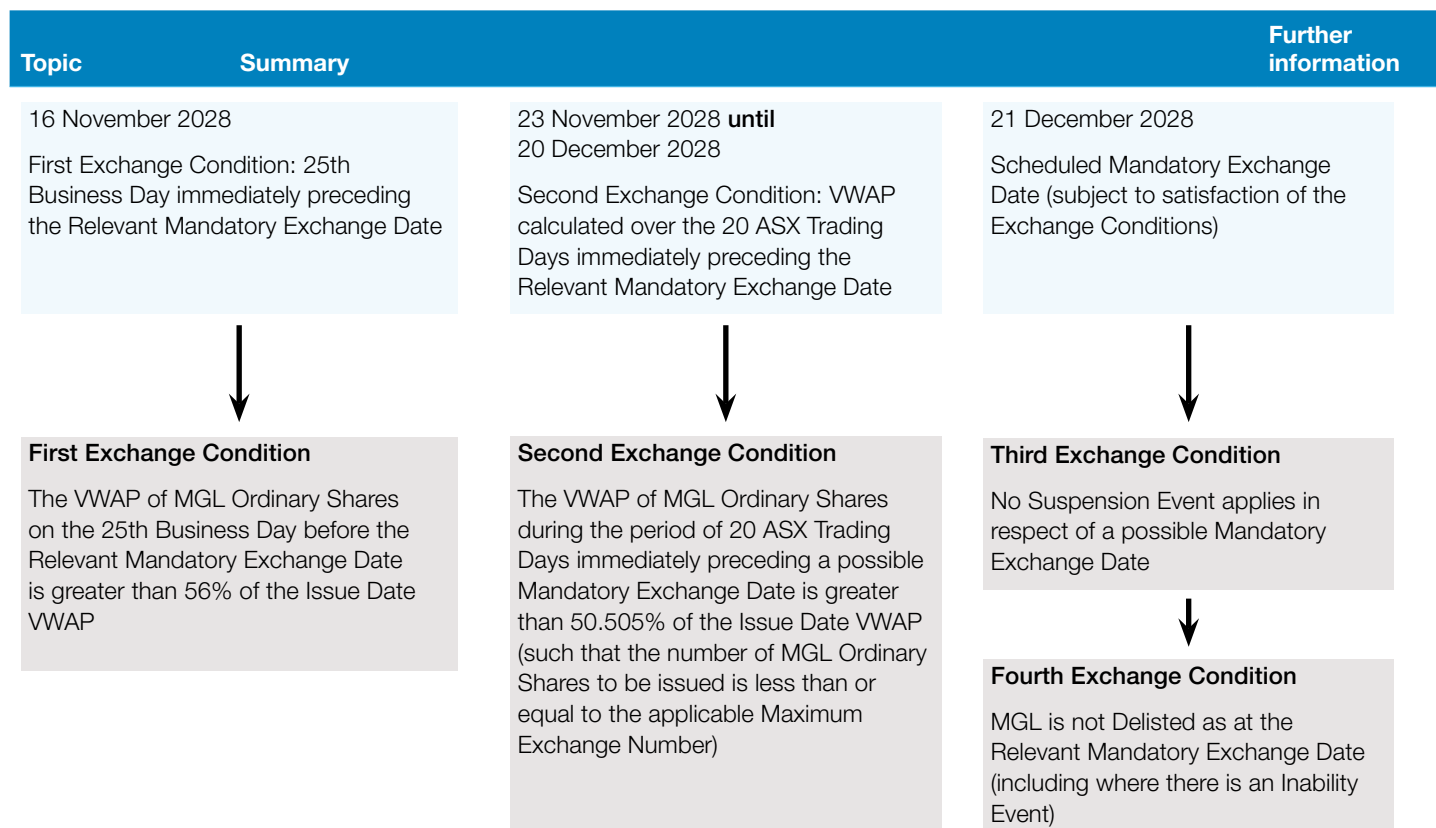 Topic
Summary
Further
information
16 November 2028
First Exchange Condition: 25th
Business Day immediately preceding
the Relevant Mandatory Exchange Date
23 November 2028 until
20 December 2028
Second Exchange Condition: VWAP
calculated over the 20 ASX Trading
Days immediately preceding the
Relevant Mandatory Exchange Date
21 December 2028
Scheduled Mandatory Exchange
Date (subject to satisfaction of the
Exchange Conditions)
First Exchange Condition
The VWAP of MGL Ordinary Shares
on the 25th Business Day before the
Relevant Mandatory Exchange Date
is greater than 56% of the Issue Date
VWAP
Second Exchange Condition
The VWAP of MGL Ordinary Shares
during the period of 20 ASX Trading
Days immediately preceding a possible
Mandatory Exchange Date is greater
than 50.505% of the Issue Date VWAP
(such that the number of MGL Ordinary
Shares to be issued is less than or
equal to the applicable Maximum
Exchange Number)
Third Exchange Condition
No Suspension Event applies in
respect of a possible Mandatory
Exchange Date
Fourth Exchange Condition
MGL is not Delisted as at the
Relevant Mandatory Exchange Date
(including where there is an Inability
Event)